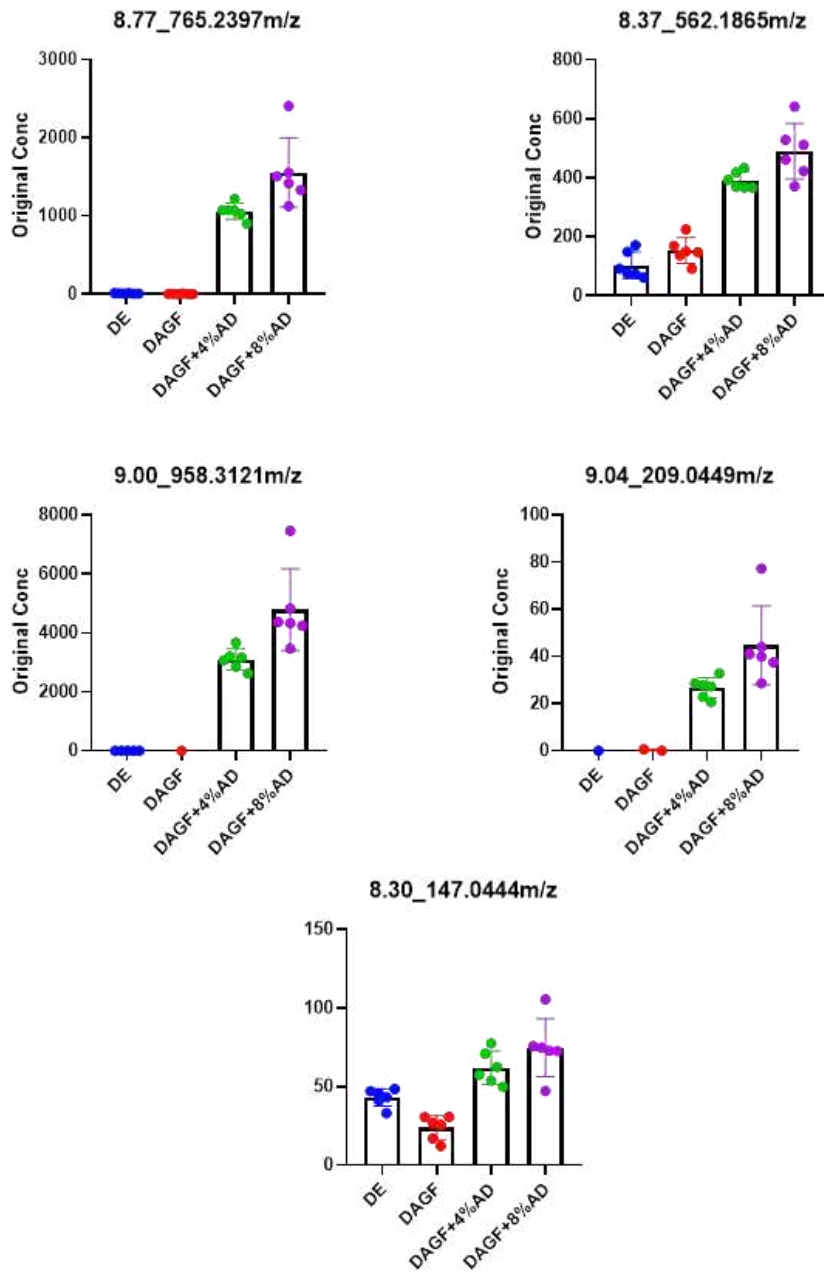 8.77_765.2397m/z
Original Conc
3000
2000
1000
0
DE
DAGF
DAGF+4%AD
DAGF+8%AD
8.37_562.1865m/z
Original Conc
800
600
400
200
0
DE
DAGF
DAGF+4%AD
DAGF+8%AD
9.00_958.3121m/z
Original Conc
8000
6000
4000
2000
0
DE
DAGF
DAGF+4%AD
DAGF+8%AD
9.04_209.0449m/z
Original Conc
100
80
60
40
20
0
DE
DAGF
DAGF+4%AD
DAGF+8%AD
8.30_147.0444m/z
Original Conc
150
100
50
0
DE
DAGF
DAGF+4%AD
DAGF+8%AD